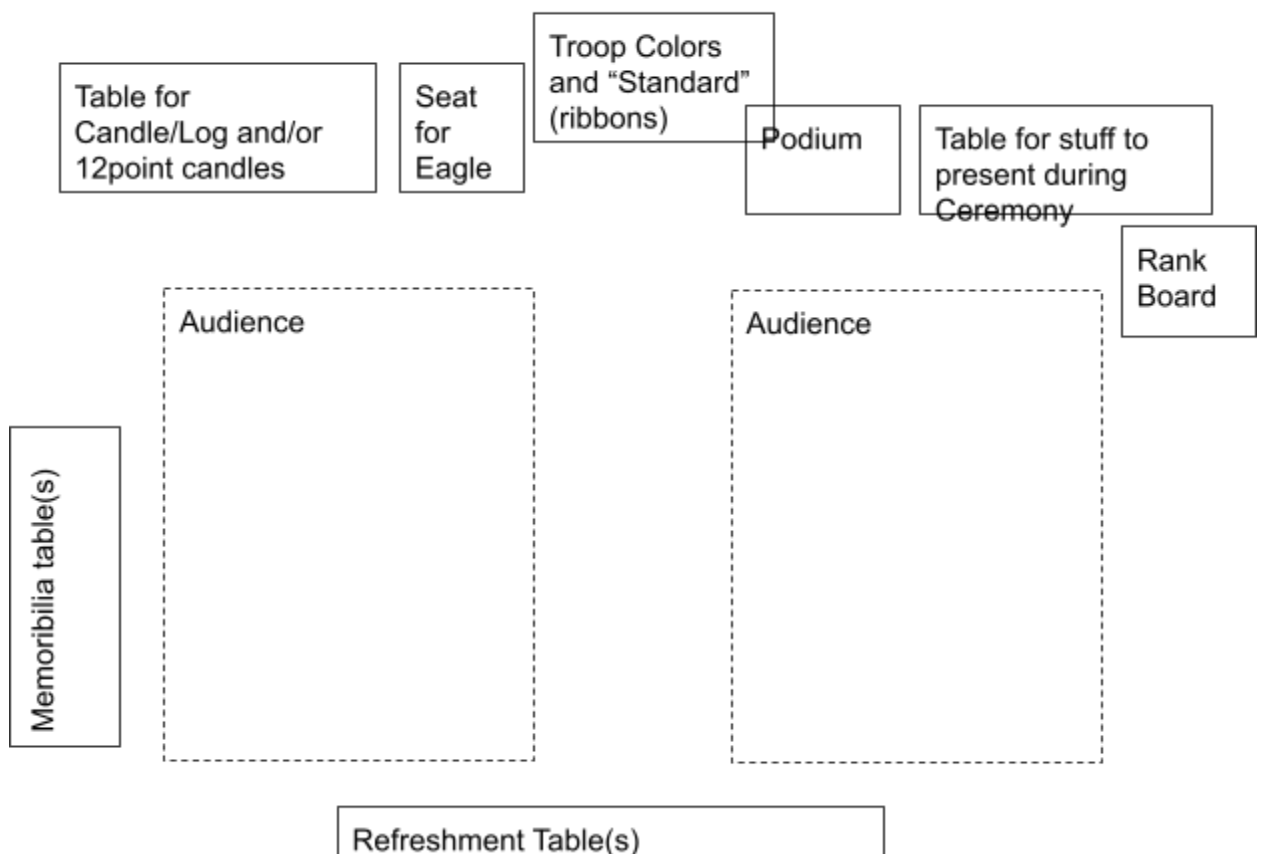 Table for
Candle/Log and/or
12point candles
Seat
for
Eagle
Troop Colors
and “Standard”
(ribbons)
Podium
Table for stuff to
present during
Ceremony
Rank
Board
Audience
Audience
Memoribilia table(s)
Refreshment Table(s)